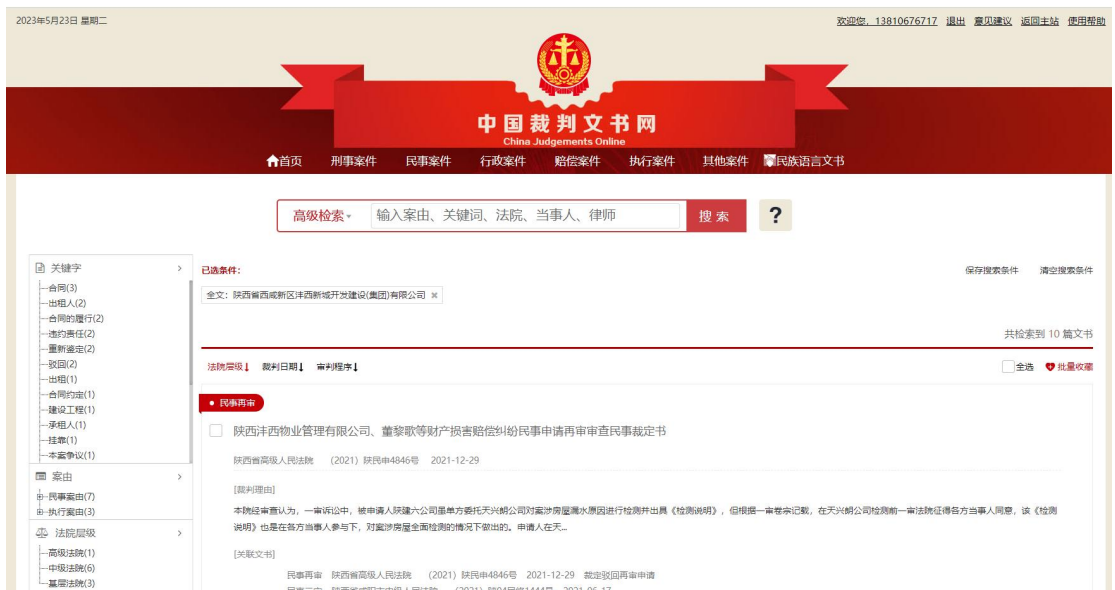 2023年5月23日 星期二
欢迎您，13810676717 退出 意见建议 返回主站 使用帮助
中国裁判文书网
China Judgements Online
首页 刑事案件 民事案件 行政案件 赔偿案件 执行案件 其他案件 民族语言文书
高级检索 输入案由、关键词、法院、当事人、律师 搜索 ?
关键字 >
合同(3)
出租人(2)
合同的履行(2)
违约责任(2)
重新鉴定(2)
驳回(2)
出租(1)
合同约定(1)
建设工程(1)
承租人(1)
挂靠(1)
本案争议(1)
案由 >
民事案由(7)
执行案由(3)
法院层级 >
高级法院(1)
中级法院(6)
基层法院(3)
已选条件： 保存搜索条件 清空搜索条件
全文：陕西省西咸新区沣西新城开发建设(集团)有限公司 ×
共检索到 10 篇文书
法院层级 裁判日期 审判程序 全选 批量收藏
民事再审
陕西沣西物业管理有限公司、董黎歌等财产损害赔偿纠纷民事申请再审审查民事裁定书
陕西省高级人民法院 （2021）陕民申4846号 2021-12-29
[裁判理由]
本院经审查认为，一审诉讼中，被申请人陕建六公司虽单方委托天兴朗公司对案涉房屋漏水原因进行检测并出具《检测说明》，但根据一审卷宗记载，在天兴朗公司检测前一审法院征得各方当事人同意，该《检测
说明》也是在各方当事人参与下，对案涉房屋全面检测的情况下做出的。申请人在天...
[关联文书]
民事再审 陕西省高级人民法院 （2021）陕民申4846号 2021-12-29 裁定驳回再审申请